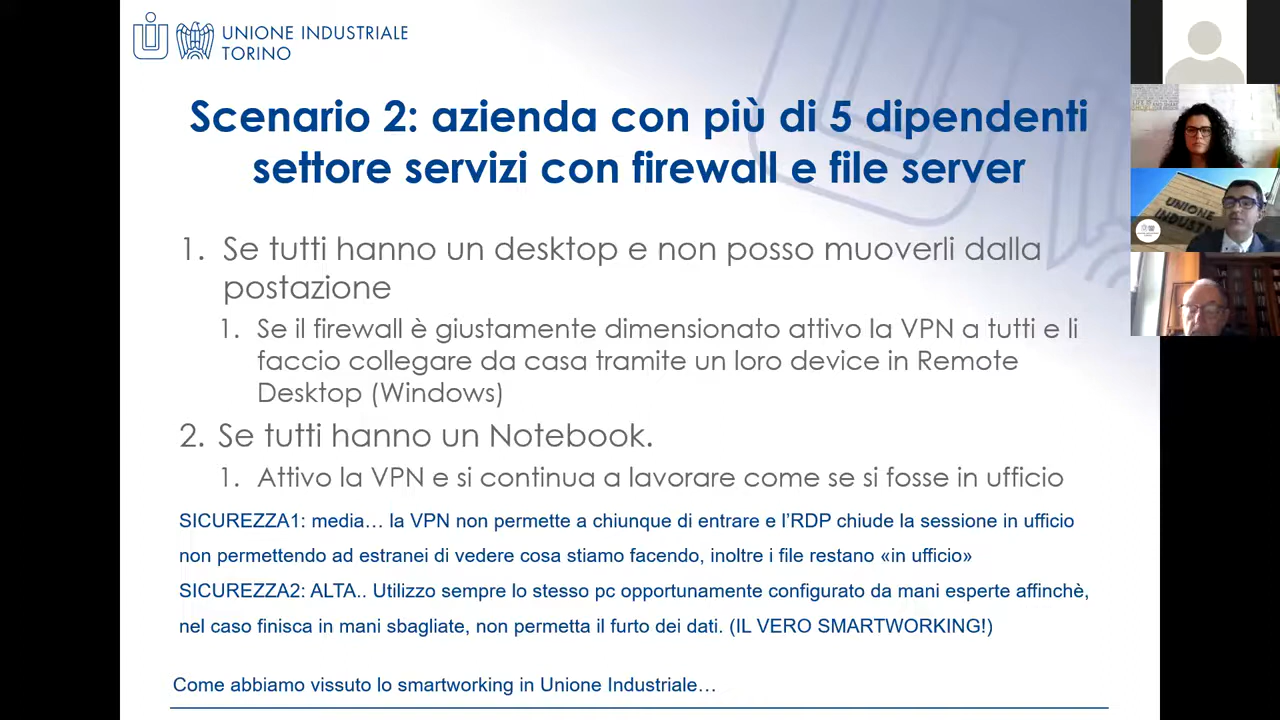 UNIONE INDUSTRIALE
TORINO
Scenario 2: azienda con più di 5 dipendenti
settore servizi con firewall e file server
1. Se tutti hanno un desktop e non posso muoverli dalla
postazione
1. Se il firewall è giustamente dimensionato attivo la VPN a tutti e li
faccio collegare da casa tramite un loro device in Remote
Desktop (Windows)
2. Se tutti hanno un Notebook.
1. Attivo la VPN e si continua a lavorare come se si fosse in ufficio
SICUREZZA1: media… la VPN non permette a chiunque di entrare e l’RDP chiude la sessione in ufficio
non permettendo ad estranei di vedere cosa stiamo facendo, inoltre i file restano «in ufficio»
SICUREZZA2: ALTA.. Utilizzo sempre lo stesso pc opportunamente configurato da mani esperte affinchè,
nel caso finisca in mani sbagliate, non permetta il furto dei dati. (IL VERO SMARTWORKING!)
Come abbiamo vissuto lo smartworking in Unione Industriale…
UNIONE
INDUST